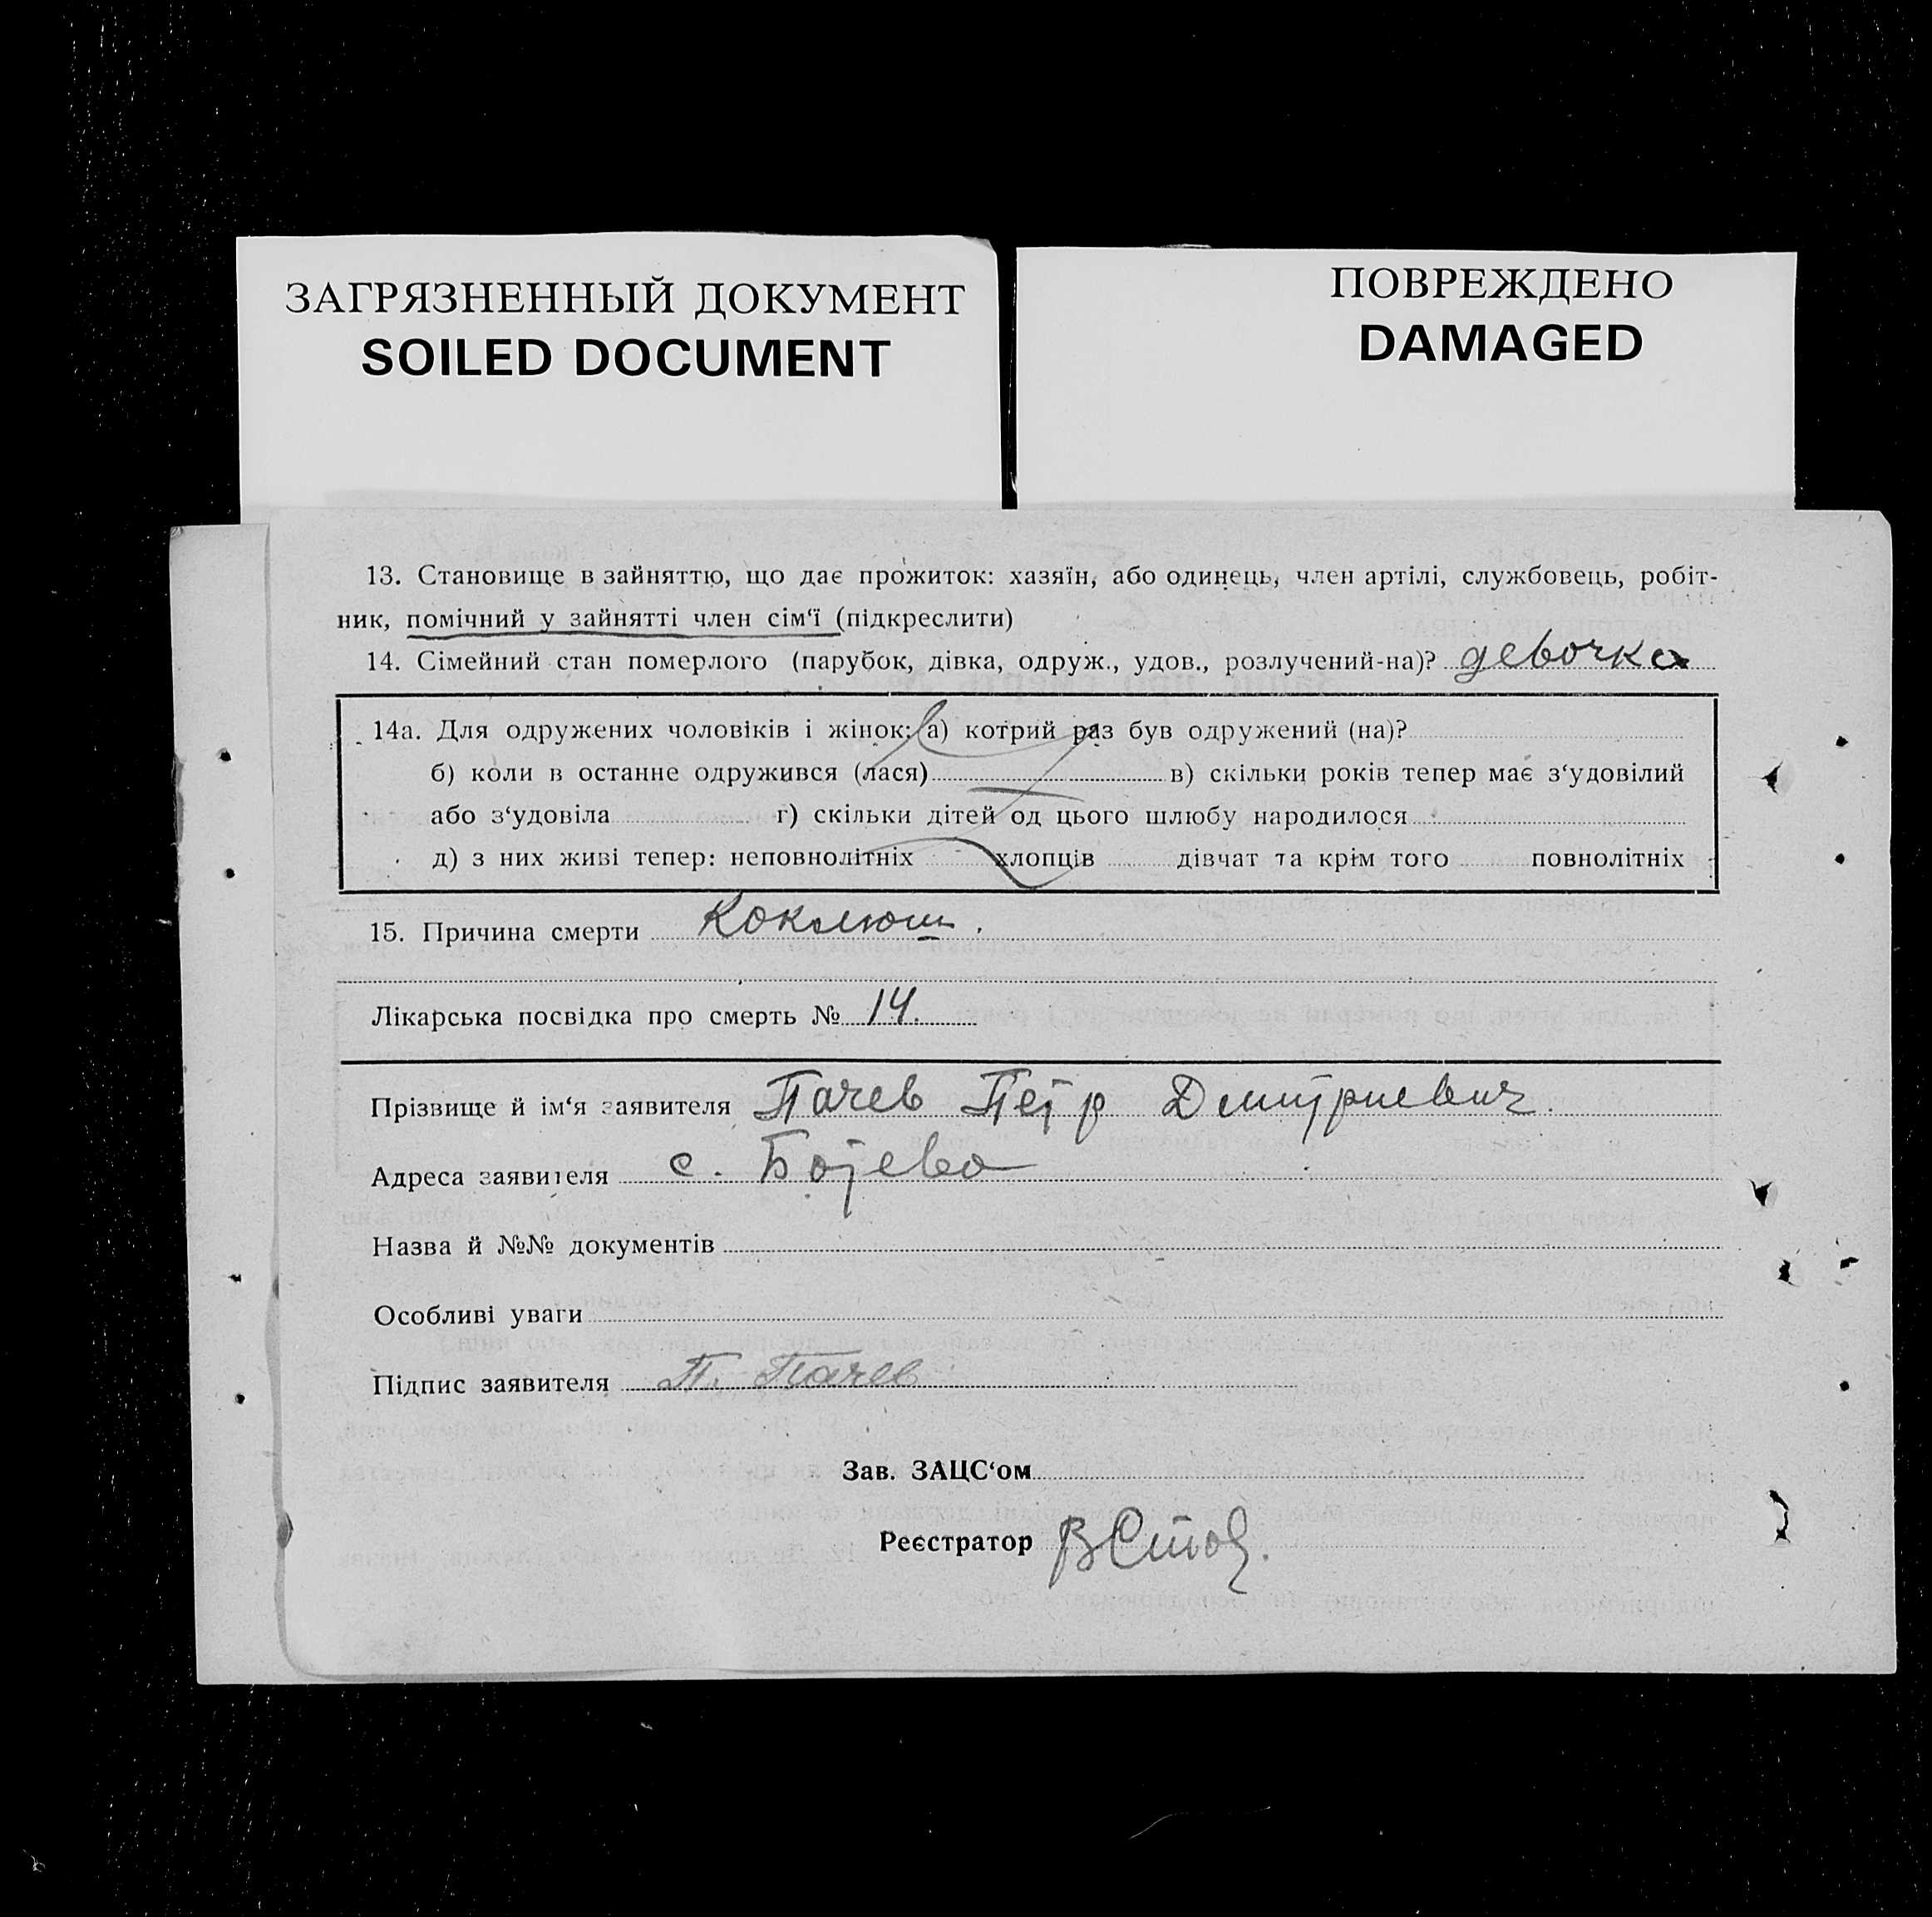 ЗАГРЯЗНЕННЫЙ ДОКУМЕНТ
SOILED DOCUMENT
ПОВРЕЖДЕНО
DAMAGED
13. Становище в зайняттю, що дає прожиток: хазяїн, або одинець, член артілі, службовець, робіт-
ник, помічний у зайнятті член сім‘ї (підкреслити)
14. Сімейний стан померлого (парубок, дівка, одруж., удов., розлучений-на)? девочка
14а. Для одружених чоловіків і жінок: а) котрий раз був одружений (на)?
б) коли в останне одружився (лася) в) скільки років тепер має з‘удовілий
або з‘удовіла г) скільки дітей од цього шлюбу народилося
д) з них живі тепер: неповнолітніх хлопців дівчат та крім того повнолітніх
15. Причина смерти Коклюш.
Лікарська посвідка про смерть № 14.
Прізвище й ім‘я заявителя Пачев Петр Дмитриевич.
Адреса заявителя с. Ботево
Назва й №№ документів
Особливі уваги
Підпис заявителя П. Пачев
Зав. ЗАЦС‘ом
Реєстратор